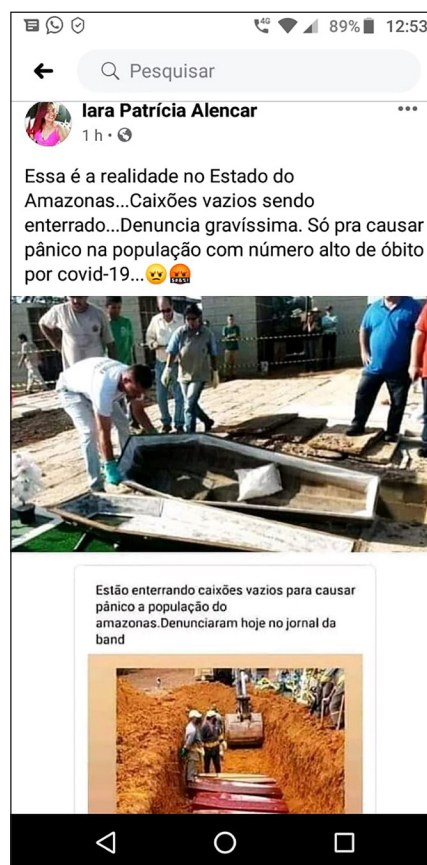 4G 89% 12:53
Pesquisar
Iara Patrícia Alencar
1 h
Essa é a realidade no Estado do
Amazonas...Caixões vazios sendo
enterrado...Denuncia gravíssima. Só pra causar
pânico na população com número alto de óbito
por covid-19...😠🤬
Estão enterrando caixões vazios para causar
pânico a população do
amazonas.Denunciaram hoje no jornal da
band